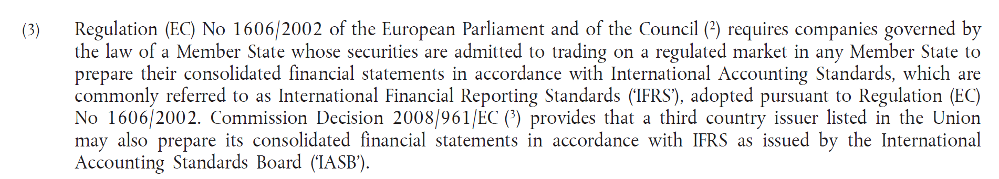 (3) Regulation (EC) No 1606/2002 of the European Parliament and of the Council (²) requires companies governed by
the law of a Member State whose securities are admitted to trading on a regulated market in any Member State to
prepare their consolidated financial statements in accordance with International Accounting Standards, which are
commonly referred to as International Financial Reporting Standards (‘IFRS’), adopted pursuant to Regulation (EC)
No 1606/2002. Commission Decision 2008/961/EC (³) provides that a third country issuer listed in the Union
may also prepare its consolidated financial statements in accordance with IFRS as issued by the International
Accounting Standards Board (‘IASB’).